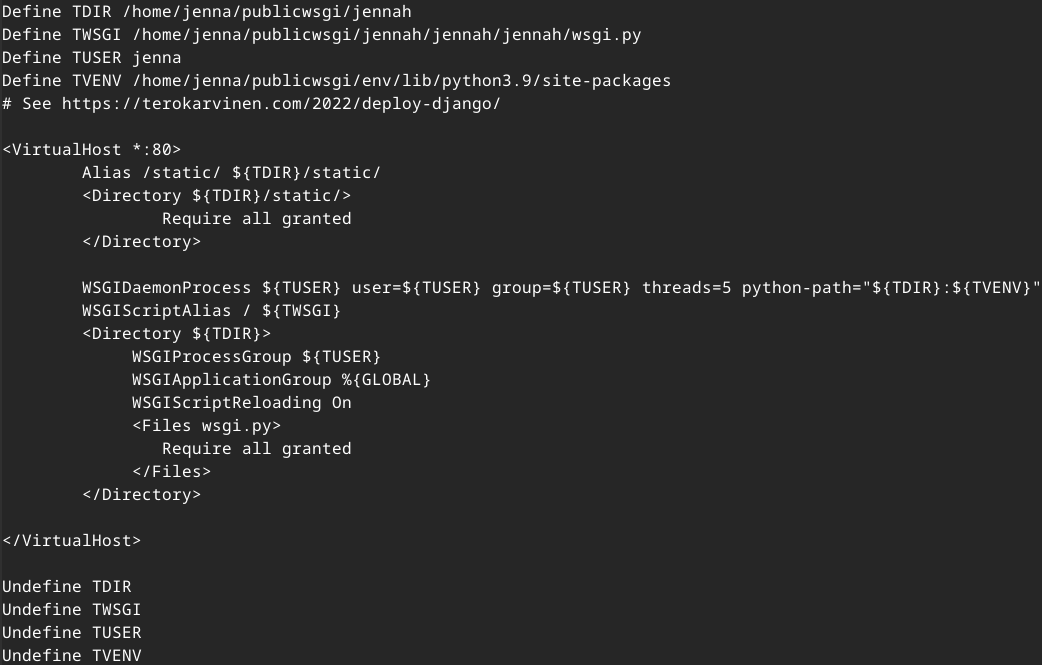 Define TDIR /home/jenna/publicwsgi/jennah
Define TWSGI /home/jenna/publicwsgi/jennah/jennah/jennah/wsgi.py
Define TUSER jenna
Define TVENV /home/jenna/publicwsgi/env/lib/python3.9/site-packages
# See https://terokarvinen.com/2022/deploy-django/

<VirtualHost *:80>
        Alias /static/ ${TDIR}/static/
        <Directory ${TDIR}/static/>
                Require all granted
        </Directory>

        WSGIDaemonProcess ${TUSER} user=${TUSER} group=${TUSER} threads=5 python-path="${TDIR}:${TVENV}"
        WSGIScriptAlias / ${TWSGI}
        <Directory ${TDIR}>
             WSGIProcessGroup ${TUSER}
             WSGIApplicationGroup %{GLOBAL}
             WSGIScriptReloading On
             <Files wsgi.py>
                Require all granted
             </Files>
        </Directory>

</VirtualHost>

Undefine TDIR
Undefine TWSGI
Undefine TUSER
Undefine TVENV